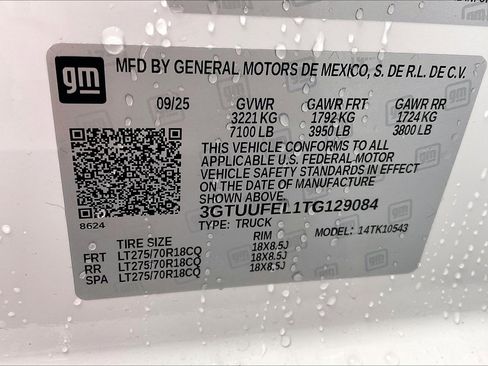 gm
MFD BY GENERAL MOTORS DE MEXICO, S. DE R.L. DE C.V.
09/25 GVWR GAWR FRT GAWR RR
3221 KG 1792 KG 1724 KG
7100 LB 3950 LB 3800 LB
THIS VEHICLE CONFORMS TO ALL
APPLICABLE U.S. FEDERAL MOTOR
VEHICLE SAFETY STANDARDS IN EFFECT
ON THE DATE OF MANUFACTURE
3GTUUFEL1TG129084
8624 TYPE: TRUCK MODEL: 14TK10543
TIRE SIZE RIM
FRT LT275/70R18CQ 18X8.5J
RR LT275/70R18CQ 18X8.5J
SPA LT275/70R18CQ 18X8.5J